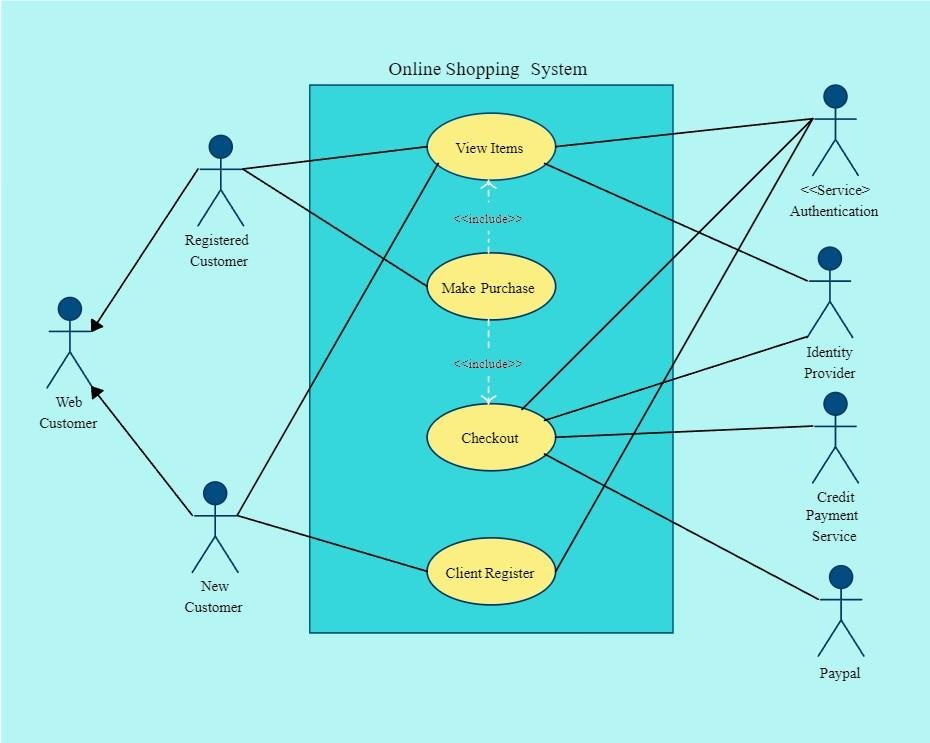 Online Shopping System
View Items
<<Service>
Authentication
<<include>>
Registered
Customer
Make Purchase
Identity
Provider
<<include>>
Web
Customer
Checkout
Credit
Payment
Service
Client Register
New
Customer
Paypal